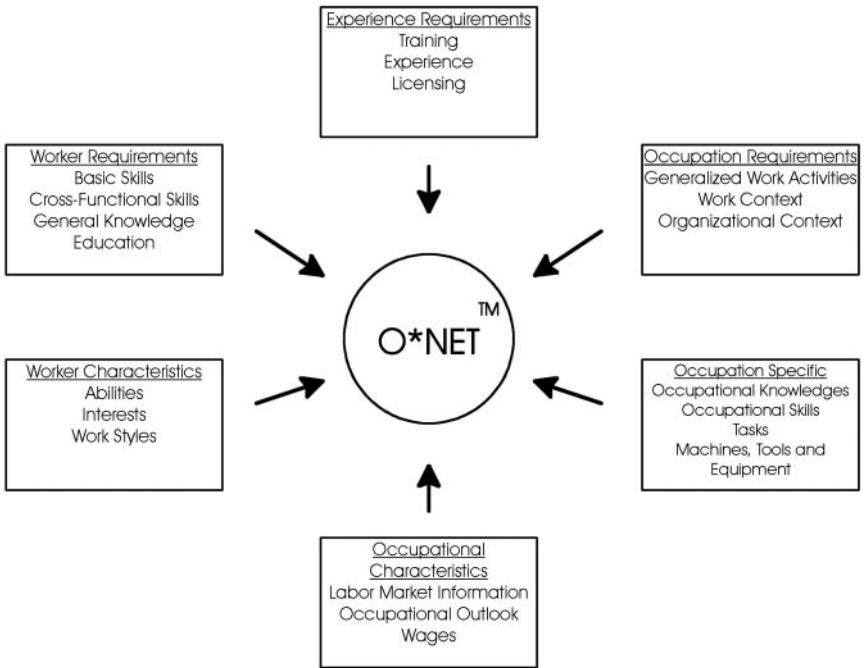 Experience Requirements
Training
Experience
Licensing
Worker Requirements
Basic Skills
Cross-Functional Skills
General Knowledge
Education
Occupation Requirements
Generalized Work Activities
Work Context
Organizational Context
O*NET TM
Worker Characteristics
Abilities
Interests
Work Styles
Occupation Specific
Occupational Knowledges
Occupational Skills
Tasks
Machines, Tools and
Equipment
Occupational
Characteristics
Labor Market Information
Occupational Outlook
Wages